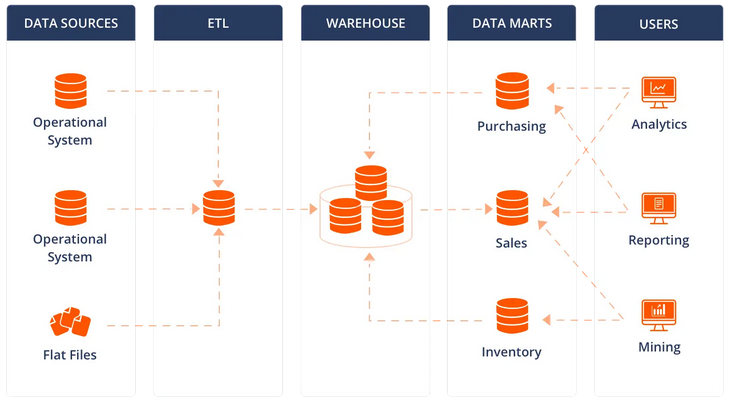 DATA SOURCES
ETL
WAREHOUSE
DATA MARTS
USERS
Operational
System
Operational
System
Flat Files
Purchasing
Sales
Inventory
Analytics
Reporting
Mining